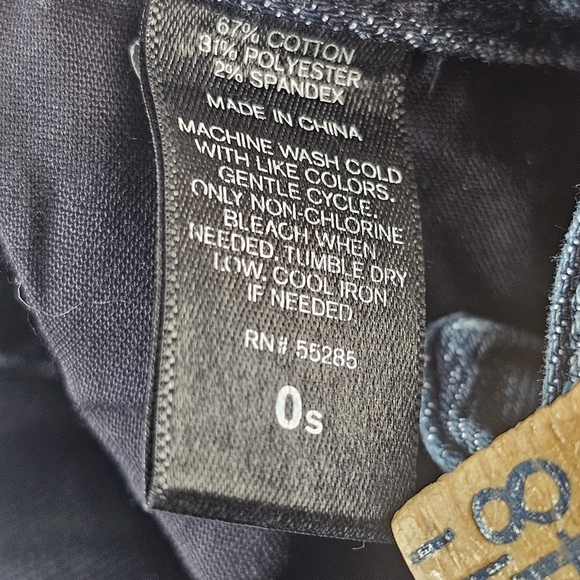 67% COTTON
31% POLYESTER
2% SPANDEX
MADE IN CHINA
MACHINE WASH COLD
WITH LIKE COLORS.
GENTLE CYCLE.
ONLY NON-CHLORINE
BLEACH WHEN
NEEDED. TUMBLE DRY
LOW. COOL IRON
IF NEEDED
RN# 55285
0s
8